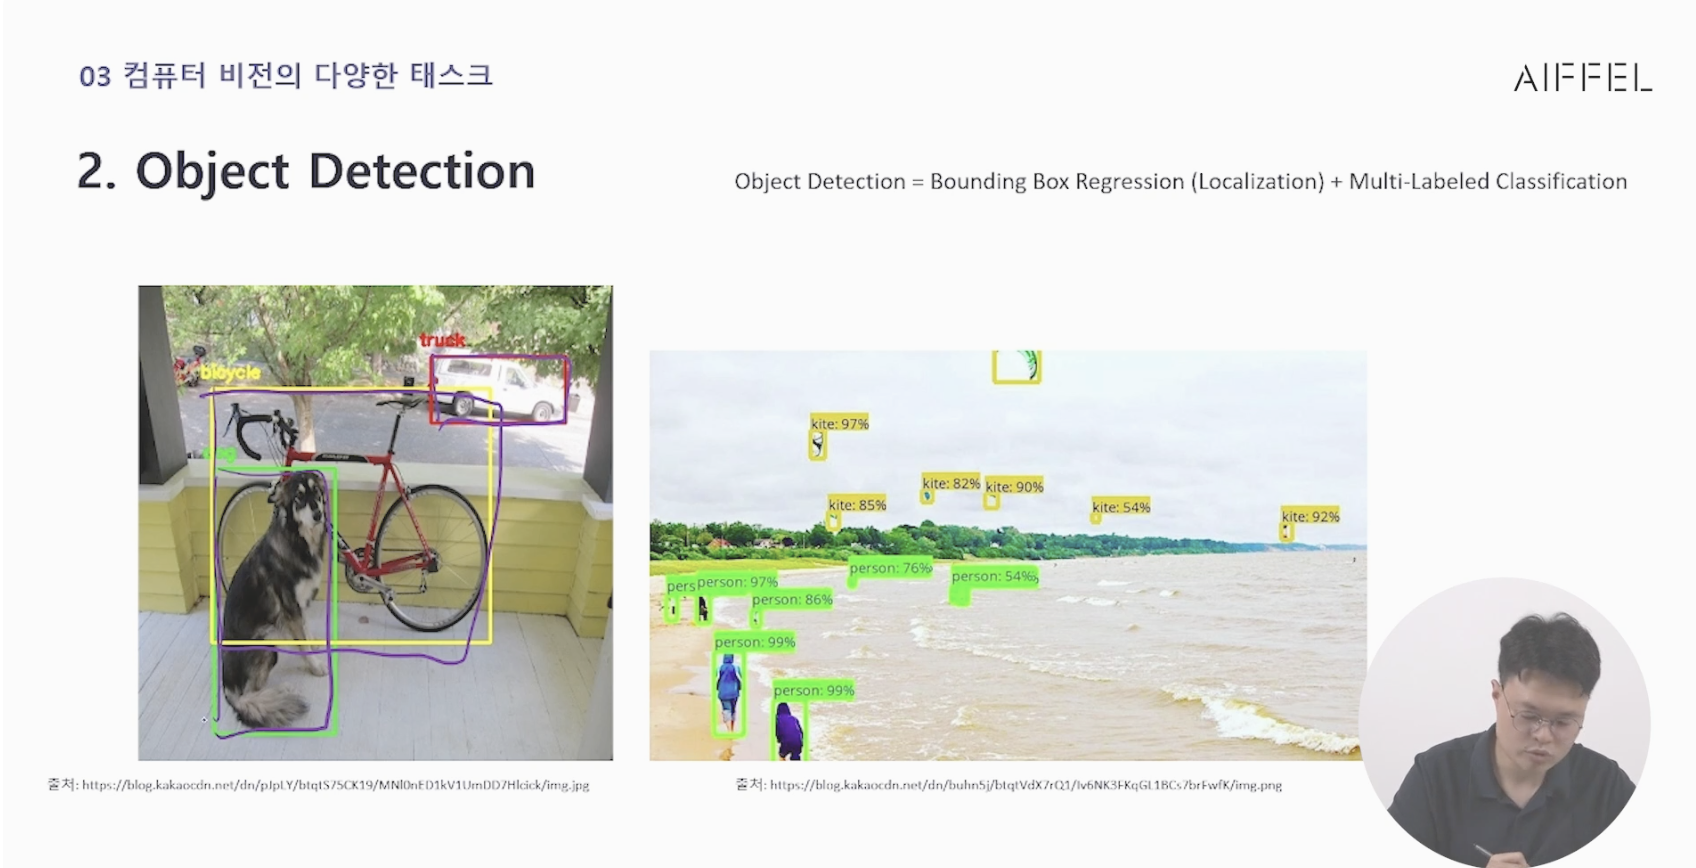 03 컴퓨터 비전의 다양한 태스크
AIFFEL
2. Object Detection
Object Detection = Bounding Box Regression (Localization) + Multi-Labeled Classification
truck
bicycle
dog
kite: 97%
kite: 82%
kite: 90%
kite: 85%
kite: 54%
kite: 92%
person: 76%
person: 54%
pers
person: 97%
person: 86%
person: 99%
person: 99%
출처: https://blog.kakaocdn.net/dn/pJpLY/btqtS75CK19/MNl0nED1kV1UmDD7Hlcick/img.jpg
출처: https://blog.kakaocdn.net/dn/buhn5j/btqtVdX7rQ1/Iv6NK3FKqGL1BCs7brFwfK/img.png